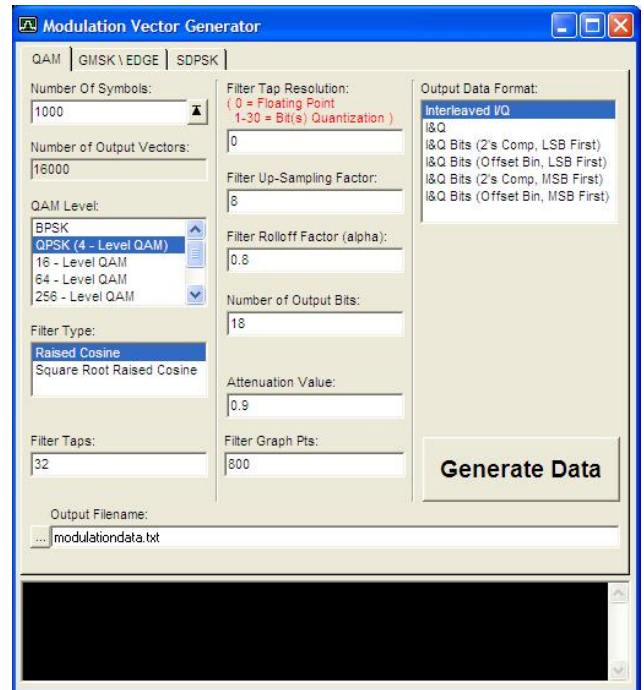 Modulation Vector Generator
QAM
GMSK \ EDGE
SDPSK
Number Of Symbols:
1000
Number of Output Vectors:
16000
QAM Level:
BPSK
QPSK (4 - Level QAM)
16 - Level QAM
64 - Level QAM
256 - Level QAM
Filter Type:
Raised Cosine
Square Root Raised Cosine
Filter Taps:
32
Filter Tap Resolution:
( 0 = Floating Point
1-30 = Bit(s) Quantization )
0
Filter Up-Sampling Factor:
8
Filter Rolloff Factor (alpha):
0.8
Number of Output Bits:
18
Attenuation Value:
0.9
Filter Graph Pts:
800
Output Data Format:
Interleaved I/Q
I&Q
I&Q Bits (2's Comp, LSB First)
I&Q Bits (Offset Bin, LSB First)
I&Q Bits (2's Comp, MSB First)
I&Q Bits (Offset Bin, MSB First)
Generate Data
Output Filename:
... modulationdata.txt